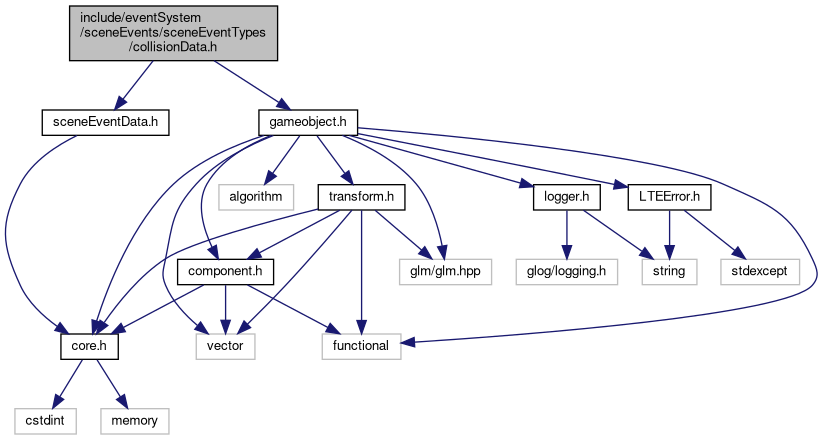 include/eventSystem
/sceneEvents/sceneEventTypes
/collisionData.h
sceneEventData.h
gameobject.h
algorithm
transform.h
logger.h
LTEError.h
component.h
glm/glm.hpp
glog/logging.h
string
stdexcept
core.h
vector
functional
cstdint
memory